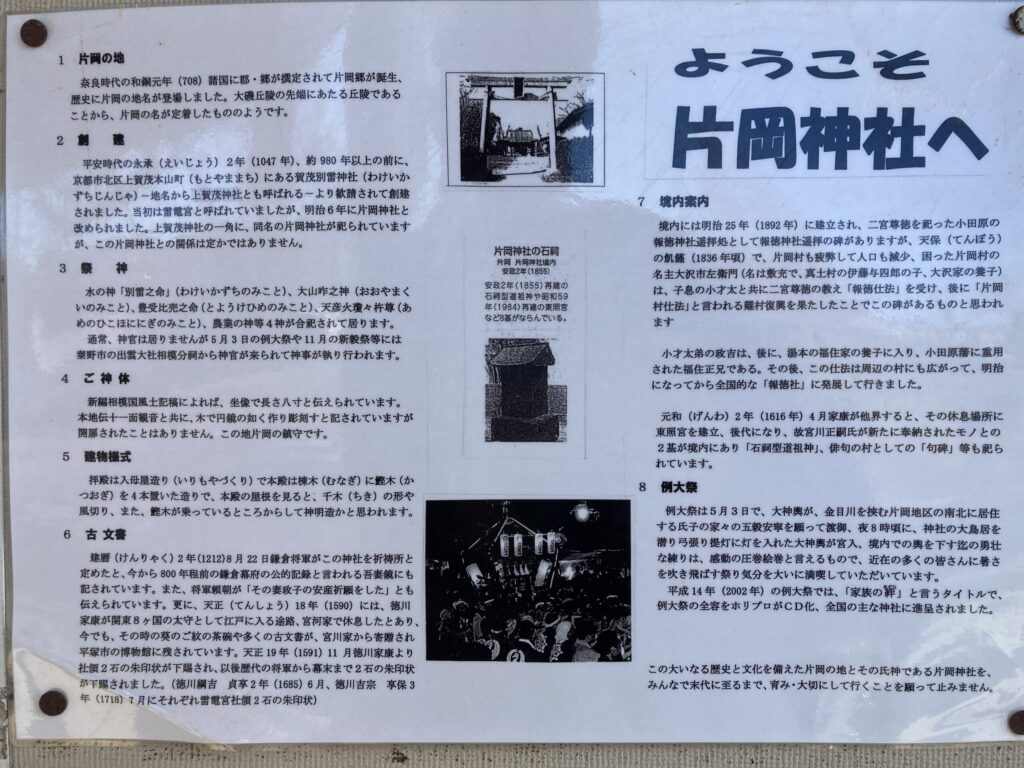 ようこそ
片岡神社へ
1 片岡の地
奈良時代の和銅元年（708）諸国に郡・郷が撰定されて片岡郷が誕生、
歴史に片岡の地名が登場しました。大磯丘陵の先端にあたる丘陵である
ことから、片岡の名が定着したもののようです。
2 創 建
平安時代の永承（えいじょう）2年（1047年）、約980年以上の前に、
京都市北区上賀茂本山町（もとやままち）にある賀茂別雷神社（わけいか
ずちじんじゃ）－地名から上賀茂神社とも呼ばれる－より勧請されて創建
されました。当初は雷電宮と呼ばれていましたが、明治6年に片岡神社と
改められました。上賀茂神社の一角に、同名の片岡神社が祀られています
が、この片岡神社との関係は定かではありません。
3 祭 神
水の神「別雷之命」（わけいかずちのみこと）、大山咋之神（おおやまく
いのみこと）、豊受比売之命（とようけひめのみこと）、天彦火瓊々杵尊（あ
めのひこほににぎのみこと）、農業の神等4神が合祀されて居ります。
通常、神官は居りませんが5月3日の例大祭や11月の新穀祭等には
秦野市の出雲大社相模分祠から神官が来られて神事が執り行われます。
4 ご神体
新編相模国風土記稿によれば、坐像で長さ八寸と伝えられています。
本地伝十一面観音と共に、木で円鏡の如く作り彫刻すと記されていますが
開扉されたことはありません。この地片岡の鎮守です。
5 建物様式
拝殿は入母屋造り（いりもやづくり）で本殿は棟木（むなぎ）に鰹木（か
つおぎ）を4本置いた造りで、本殿の屋根を見ると、千木（ちき）の形や
風切り、また、鰹木が乗っているところからして神明造かと思われます。
6 古文書
建暦（けんりゃく）2年（1212）8月22日鎌倉将軍がこの神社を祈祷所と
定めたと、今から800年程前の鎌倉幕府の公的記録と言われる吾妻鏡にも
記されています。また、将軍頼朝が「その妻政子の安産祈願をした」とも
伝えられています。更に、天正（てんしょう）18年（1590）には、徳川
家康が関東8ヶ国の太守として江戸に入る途路、宮河家で休息したとあり、
今でも、その時の葵のご紋の茶碗や多くの古文書が、宮川家から寄贈され
平塚市の博物館に残されています。天正19年（1591）11月徳川家康より
社領2石の朱印状が下賜され、以後歴代の将軍から幕末まで2石の朱印状
が下賜されました。（徳川綱吉 貞享2年（1685）6月、徳川吉宗 享保3
年（1718）7月にそれぞれ雷電宮社領2石の朱印状）
片岡神社の石祠
片岡 片岡神社境内
安政2年（1855）
安政2年（1855）再建の
石祠型道祖神や昭和59
年（1984）再建の東照宮
など8基がならんでいる。
7 境内案内
境内には明治25年（1892年）に建立され、二宮尊徳を祀った小田原の
報徳神社遥拝処として報徳神社遥拝の碑がありますが、天保（てんぽう）
の飢饉（1836年頃）で、片岡村も疲弊して人口も減少、困った片岡村の
名主大沢市左衛門（名は敷充で、真土村の伊藤与四郎の子、大沢家の養子）
は、子息の小才太と共に二宮尊徳の教え「報徳仕法」を受け、後に「片岡
村仕法」と言われる難村復興を果たしたことでこの碑があるものと思われ
ます
小才太弟の政吉は、後に、湯本の福住家の養子に入り、小田原藩に重用
された福住正兄である。その後、この仕法は周辺の村にも広がって、明治
になってから全国的な「報徳社」に発展して行きました。
元和（げんわ）2年（1616年）4月家康が他界すると、その休息場所に
東照宮を建立、後代になり、故宮川正嗣氏が新たに奉納されたモノとの
2基が境内にあり「石祠型道祖神」、俳句の村としての「句碑」等も祀ら
れています。
8 例大祭
例大祭は5月3日で、大神輿が、金目川を挟む片岡地区の南北に居住
する氏子の家々の五穀安寧を願って渡御、夜8時頃に、神社の大鳥居を
潜り弓張り提灯に灯を入れた大神輿が宮入、境内での輿を下す迄の勇壮
な練りは、感動の圧巻絵巻と言えるもので、近在の多くの皆さんに暑さ
を吹き飛ばす祭り気分を大いに満喫していただいています。
平成14年（2002年）の例大祭では、「家族の絆」と言うタイトルで、
例大祭の全容をホリプロがCD化、全国の主な神社に進呈されました。
この大いなる歴史と文化を備えた片岡の地とその氏神である片岡神社を、
みんなで末代に至るまで、育み・大切にして行くことを願って止みません。